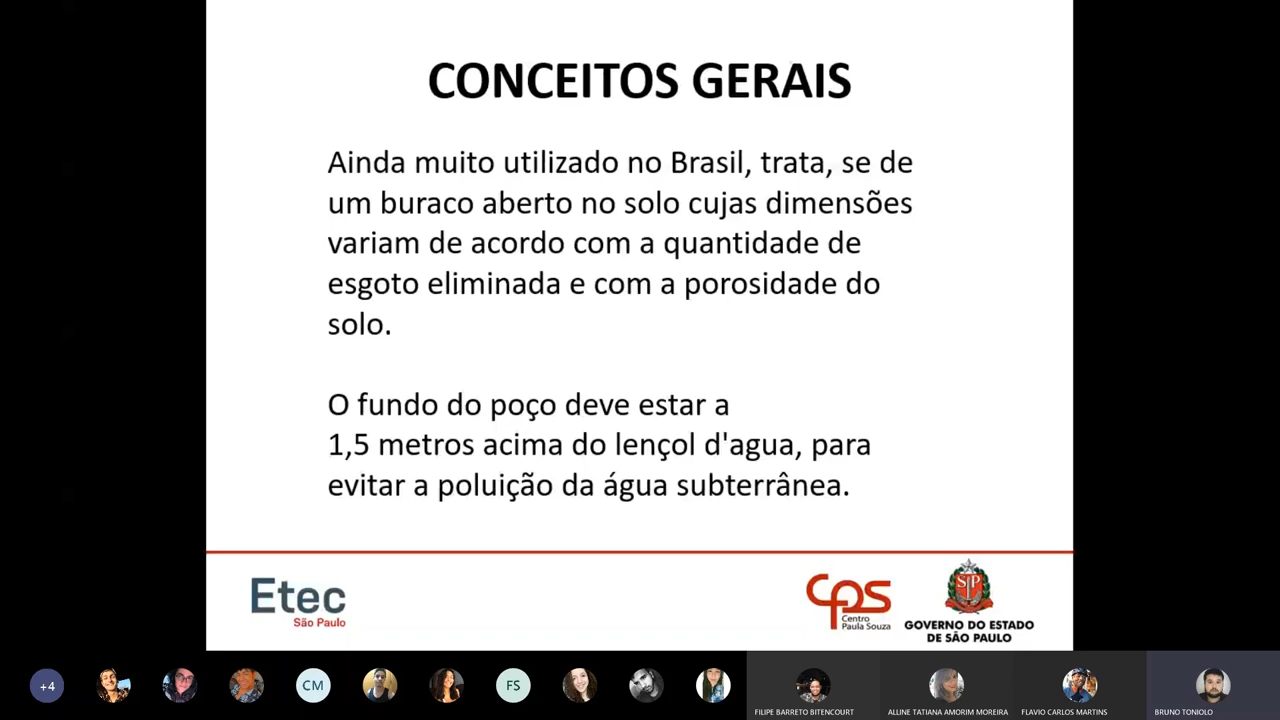 CONCEITOS GERAIS
Ainda muito utilizado no Brasil, trata, se de
um buraco aberto no solo cujas dimensões
variam de acordo com a quantidade de
esgoto eliminada e com a porosidade do
solo.
O fundo do poço deve estar a
1,5 metros acima do lençol d'agua, para
evitar a poluição da água subterrânea.
Etec
São Paulo
CPS
Centro
Paula Souza
SP
GOVERNO DO ESTADO
DE SÃO PAULO
+4
CM
FS
FILIPE BARRETO BITENCOURT
ALLINE TATIANA AMORIM MOREIRA
FLAVIO CARLOS MARTINS
BRUNO TONIOLO